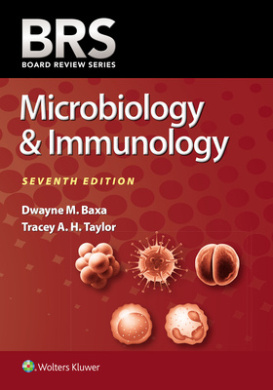 BRS
BOARD REVIEW SERIES
Microbiology
& Immunology
SEVENTH EDITION
Dwayne M. Baxa
Tracey A. H. Taylor
Wolters Kluwer